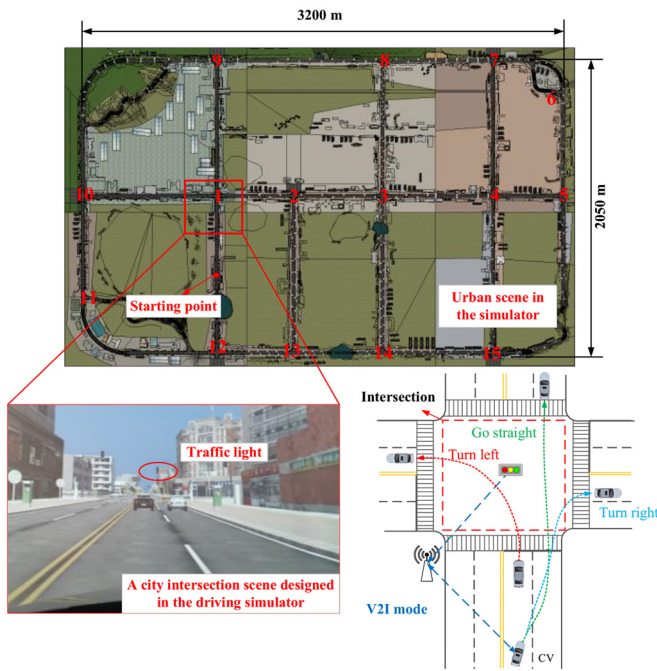 3200 m
9
8
7
6
10
1
2
3
4
5
2050 m
11
Starting point
Urban scene in
the simulator
12
13
14
15
Intersection
Go straight
Turn left
Turn right
V2I mode
CV
Traffic light
A city intersection scene designed
in the driving simulator